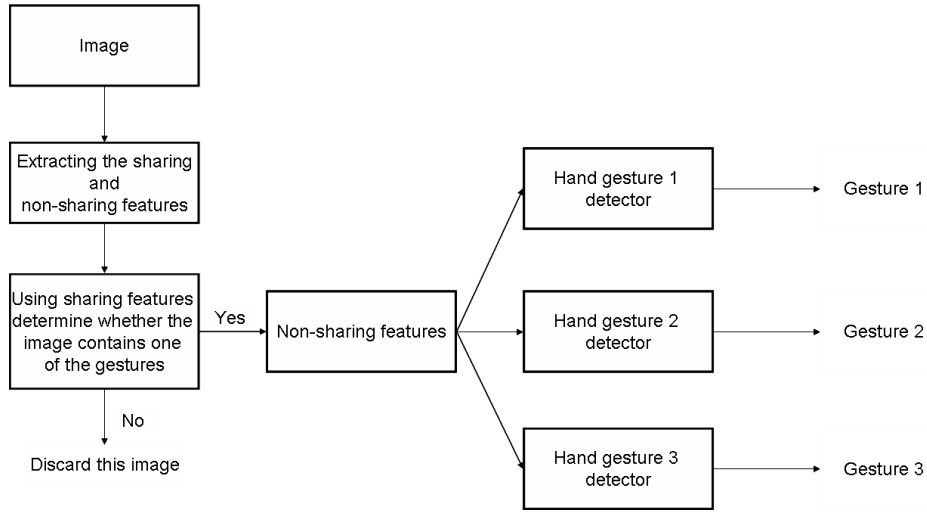 Image
Extracting the sharing
and
non-sharing features
Using sharing features
determine whether the
image contains one
of the gestures
Yes
No
Discard this image
Non-sharing features
Hand gesture 1
detector
Gesture 1
Hand gesture 2
detector
Gesture 2
Hand gesture 3
detector
Gesture 3